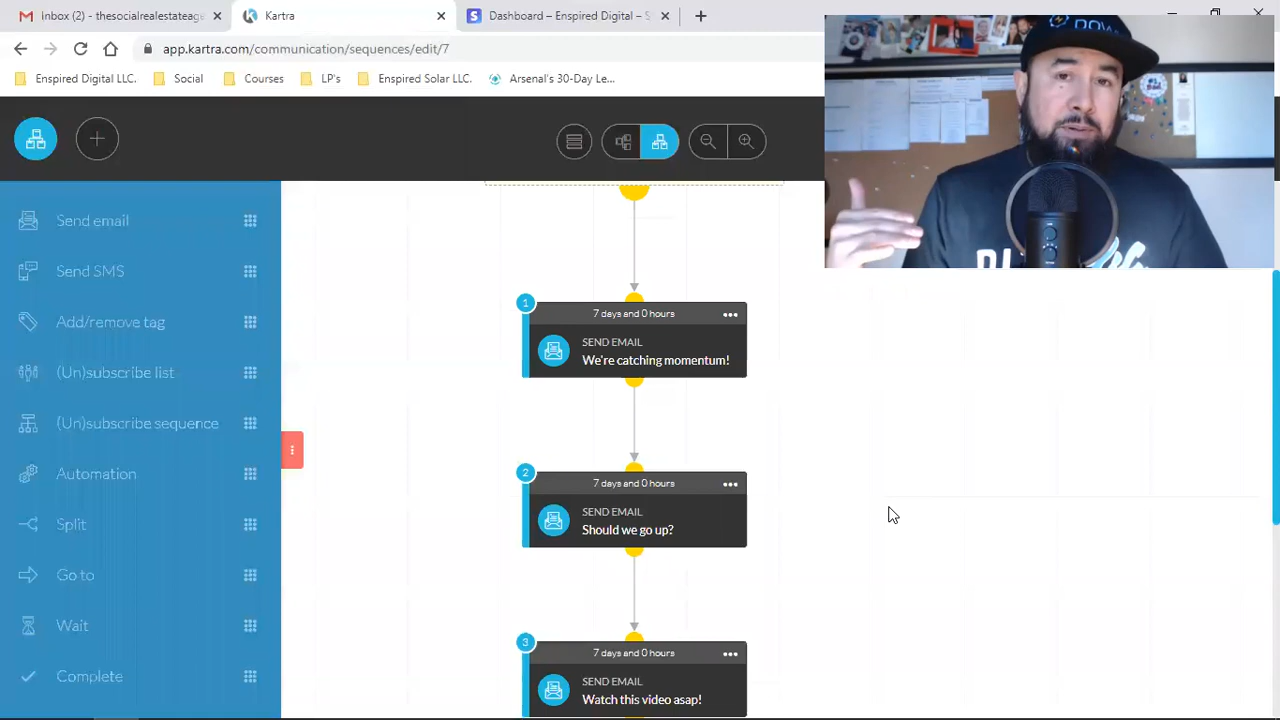 Inbox (7) - thesocialrealesteag
Kartra
Dashboard – Enspired Digital – S
app.kartra.com/communication/sequences/edit/7
Enspired Digital LLC.
Social
Courses
LP's
Enspired Solar LLC.
Arsenal's 30-Day Le...
Send email
Send SMS
Add/remove tag
(Un)subscribe list
(Un)subscribe sequence
Automation
Split
Go to
Wait
Complete
1
7 days and 0 hours
SEND EMAIL
We're catching momentum!
2
7 days and 0 hours
SEND EMAIL
Should we go up?
3
7 days and 0 hours
SEND EMAIL
Watch this video asap!